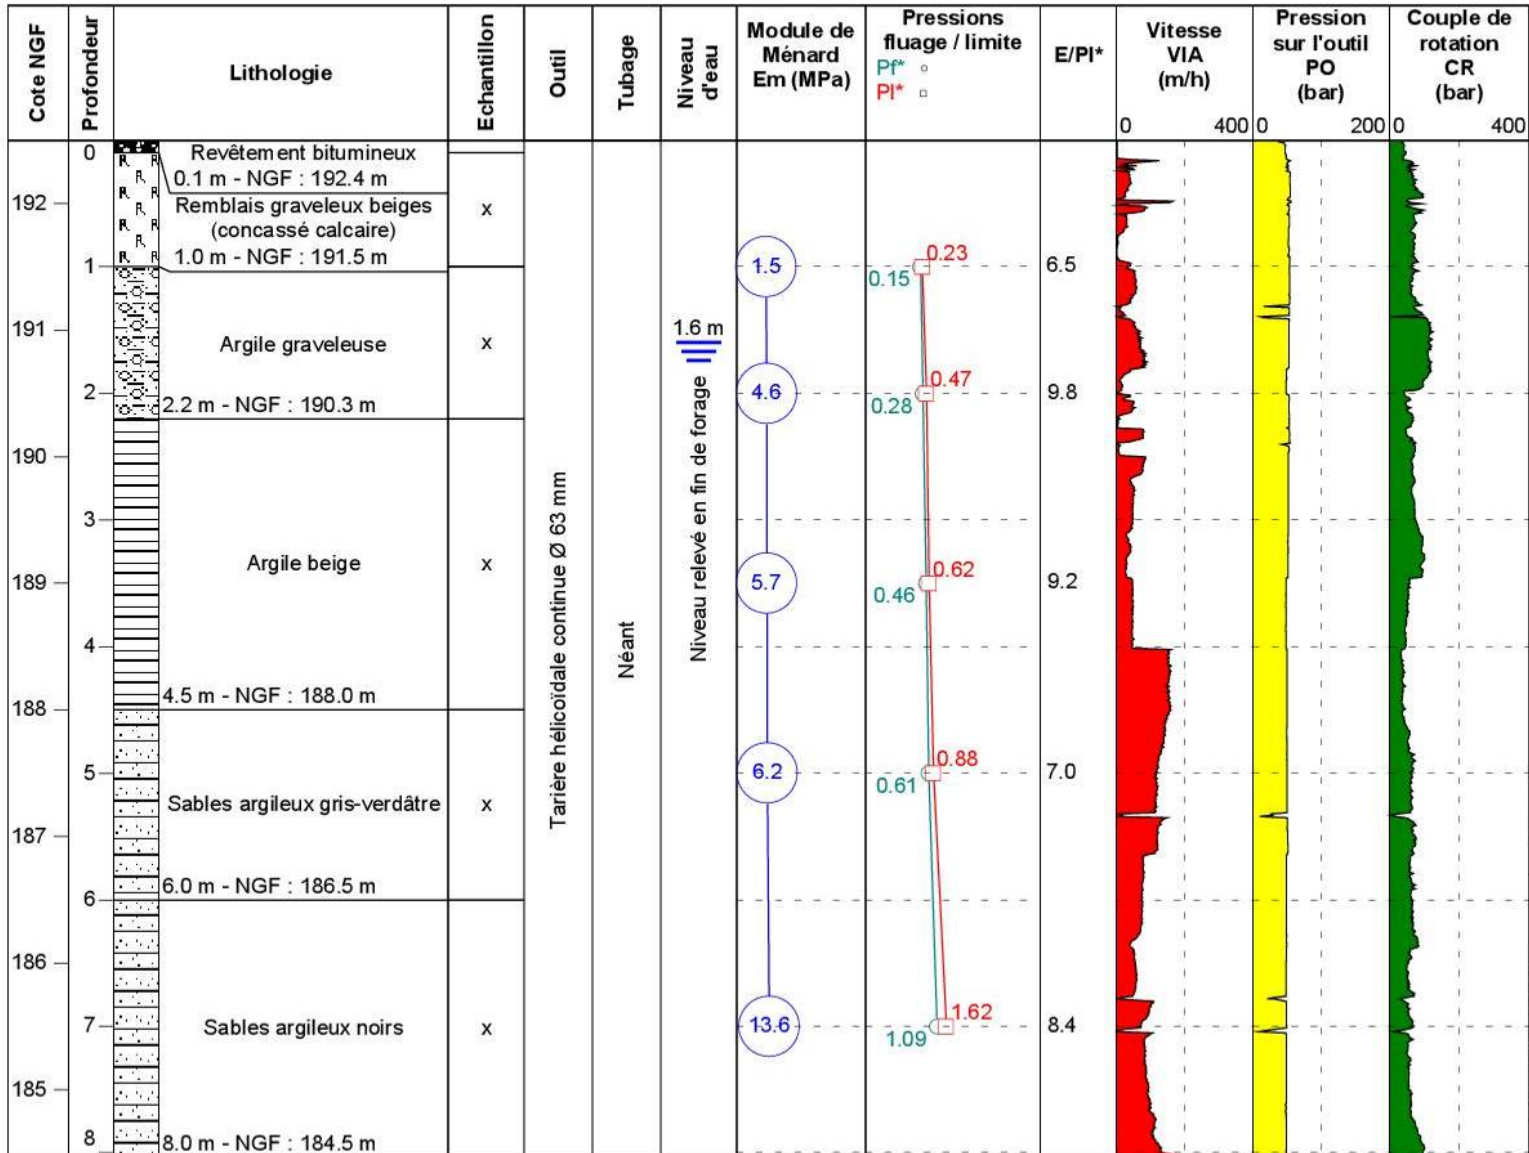 Cote NGF
Profondeur
Lithologie
Echantillon
Outil
Tubage
Niveau
d'eau
Module de
Ménard
Em (MPa)
Pressions
fluage / limite
Pf*
Pl*
E/Pl*
Vitesse
VIA
(m/h)
0 400
Pression
sur l'outil
PO
(bar)
0 200
Couple de
rotation
CR
(bar)
0 400
192
191
190
189
188
187
186
185
0
1
2
3
4
5
6
7
8
R R
R
R R
R
R R
R
R R
R
R R
Revêtement bitumineux
0.1 m - NGF : 192.4 m
Remblais graveleux beiges
(concassé calcaire)
1.0 m - NGF : 191.5 m
Argile graveleuse
2.2 m - NGF : 190.3 m
Argile beige
4.5 m - NGF : 188.0 m
Sables argileux gris-verdâtre
6.0 m - NGF : 186.5 m
Sables argileux noirs
8.0 m - NGF : 184.5 m
x
x
x
x
x
Tarière hélicoïdale continue Ø 63 mm
Néant
1.6 m
Niveau relevé en fin de forage
1.5
4.6
5.7
6.2
13.6
0.23
0.15
0.47
0.28
0.62
0.46
0.88
0.61
1.62
1.09
6.5
9.8
9.2
7.0
8.4